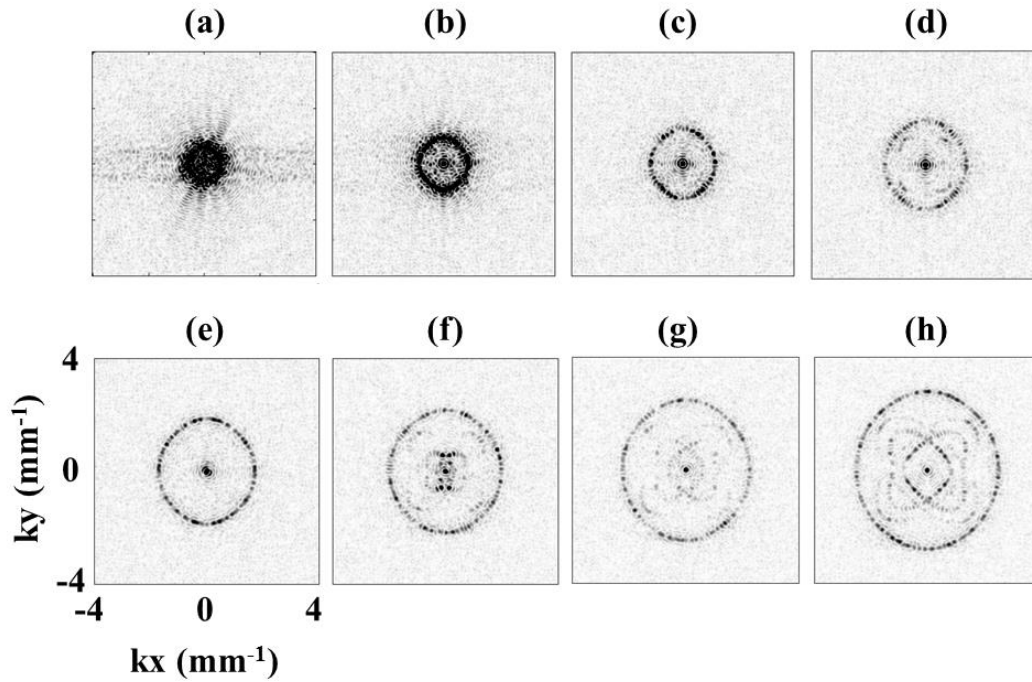 (a) (b) (c) (d)
(e) (f) (g) (h)
4
0
-4
ky (mm⁻¹)
-4 0 4
kx (mm⁻¹)